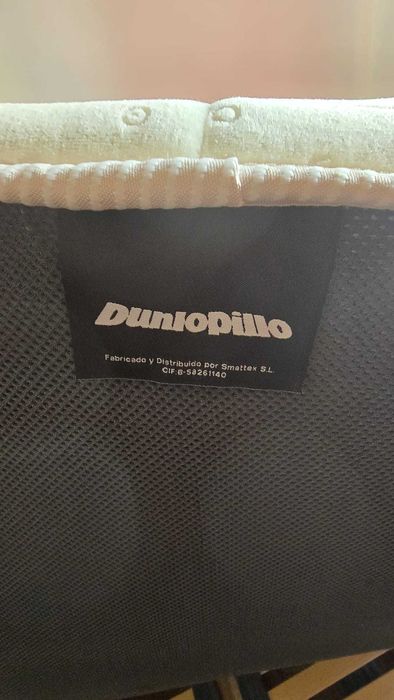 Dunlopillo
Fabricado y Distribuido por Smattex S.L.
CIF:B-58261140